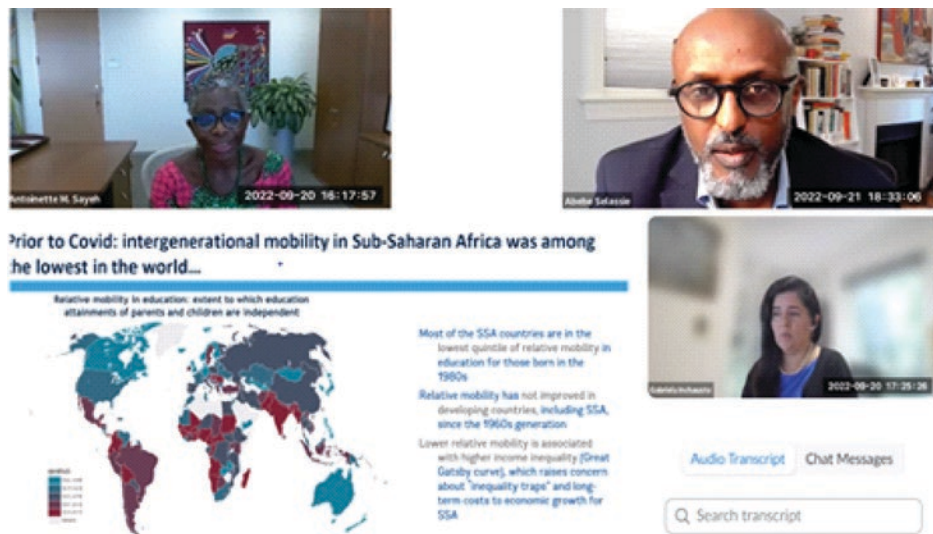 Antoinette M. Sayeh
2022-09-20 16:17:57
Abebe Selassie
2022-09-21 18:33:06
Prior to Covid: intergenerational mobility in Sub-Saharan Africa was among
the lowest in the world...
Relative mobility in education: extent to which education
attainments of parents and children are independent
Most of the SSA countries are in the
lowest quintile of relative mobility in
education for those born in the
1980s
Relative mobility has not improved in
developing countries, including SSA,
since the 1960s generation
Lower relative mobility is associated
with higher income inequality (Great
Gatsby curve), which raises concern
about "inequality traps" and long-
term-costs to economic growth for
SSA
2022-09-20 17:25:26
Audio Transcript Chat Messages
Search transcript